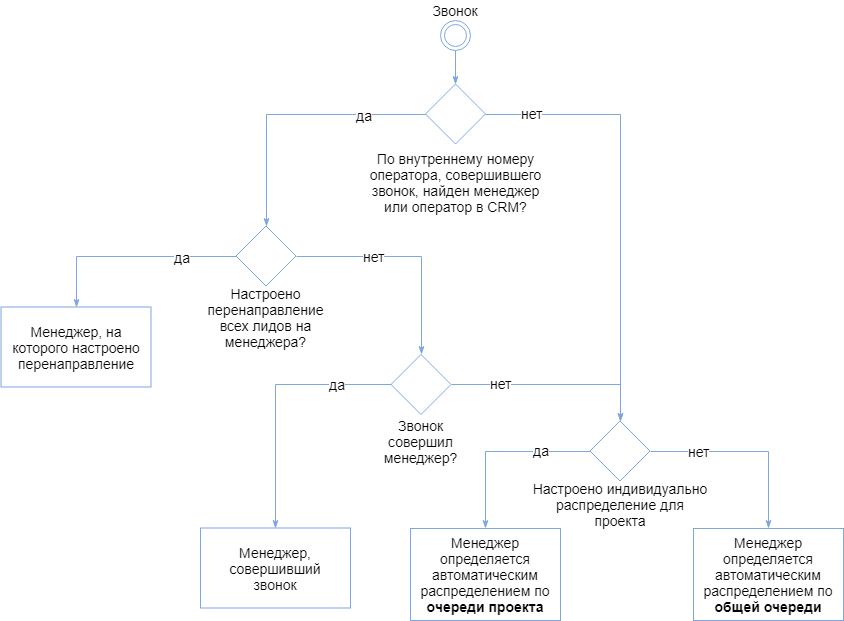 Звонок
да
нет
По внутреннему номеру
оператора, совершившего
звонок, найден менеджер
или оператор в CRM?
да
нет
Настроено
перенаправление
всех лидов на
менеджера?
Менеджер, на
которого настроено
перенаправление
да
нет
Звонок
совершил
менеджер?
да
нет
Настроено индивидуально
распределение для
проекта
Менеджер,
совершивший
звонок
Менеджер
определяется
автоматическим
распределением по
очереди проекта
Менеджер
определяется
автоматическим
распределением по
общей очереди